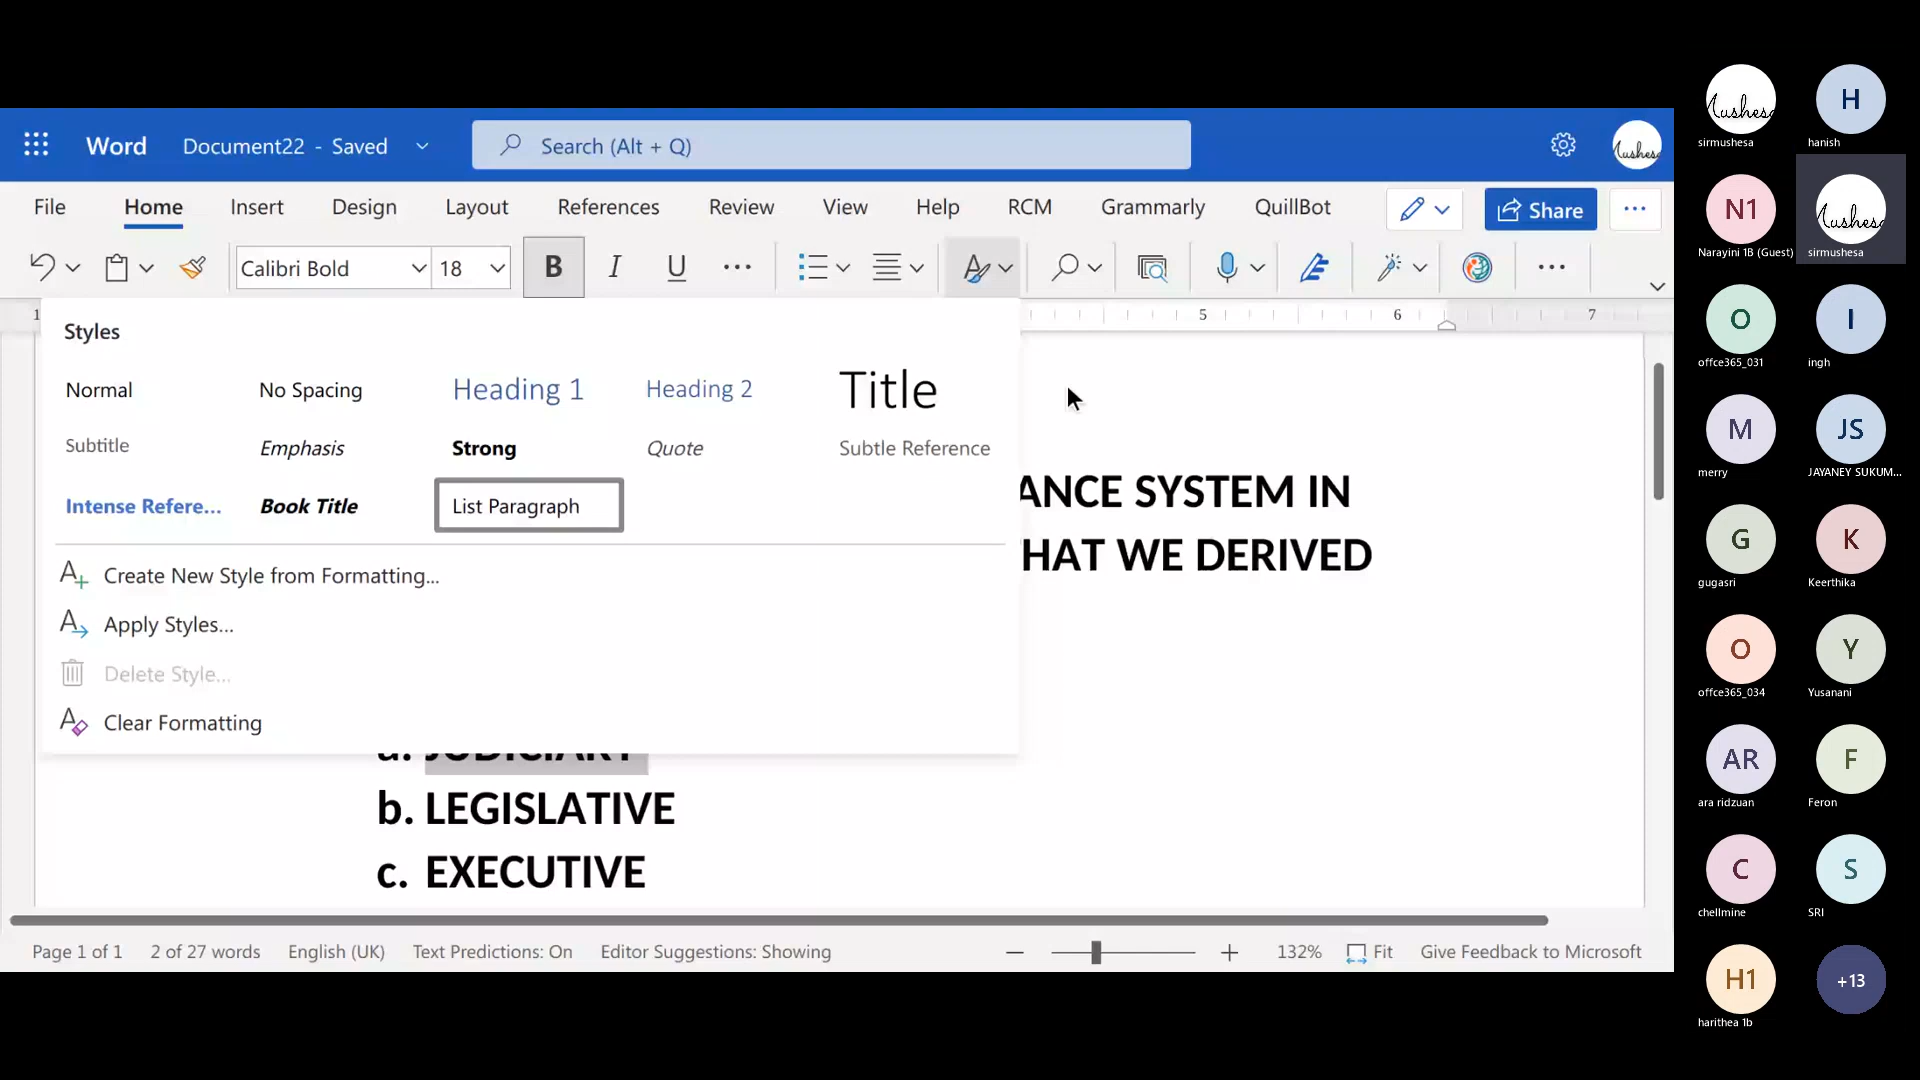 Word Document22 - Saved Search (Alt + Q)
File Home Insert Design Layout References Review View Help RCM Grammarly QuillBot Share
Calibri Bold 18 B I U
1 5 6 7
Styles
Normal No Spacing Heading 1 Heading 2 Title
Subtitle Emphasis Strong Quote Subtle Reference
Intense Refere... Book Title List Paragraph
Create New Style from Formatting...
Apply Styles...
Delete Style...
Clear Formatting
ANCE SYSTEM IN
HAT WE DERIVED
a. JUDICIARY
b. LEGISLATIVE
c. EXECUTIVE
Page 1 of 1 2 of 27 words English (UK) Text Predictions: On Editor Suggestions: Showing 132% Fit Give Feedback to Microsoft
H
sirmushesa hanish
N1
Narayini 1B (Guest) sirmushesa
O I
offce365_031 ingh
M JS
merry JAYANEY SUKUM...
G K
gugasri Keerthika
O Y
offce365_034 Yusanani
AR F
ara ridzuan Feron
C S
chellmine SRI
H1 +13
harithea 1b